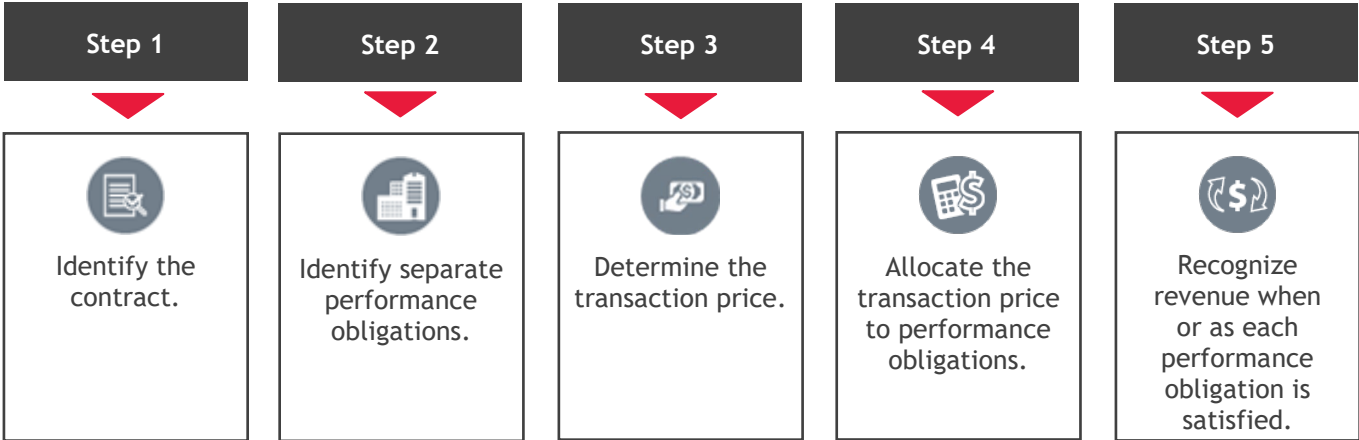 Step 1
Step 2
Step 3
Step 4
Step 5
Identify the
contract.
Identify separate
performance
obligations.
Determine the
transaction price.
Allocate the
transaction price
to performance
obligations.
Recognize
revenue when
or as each
performance
obligation is
satisfied.